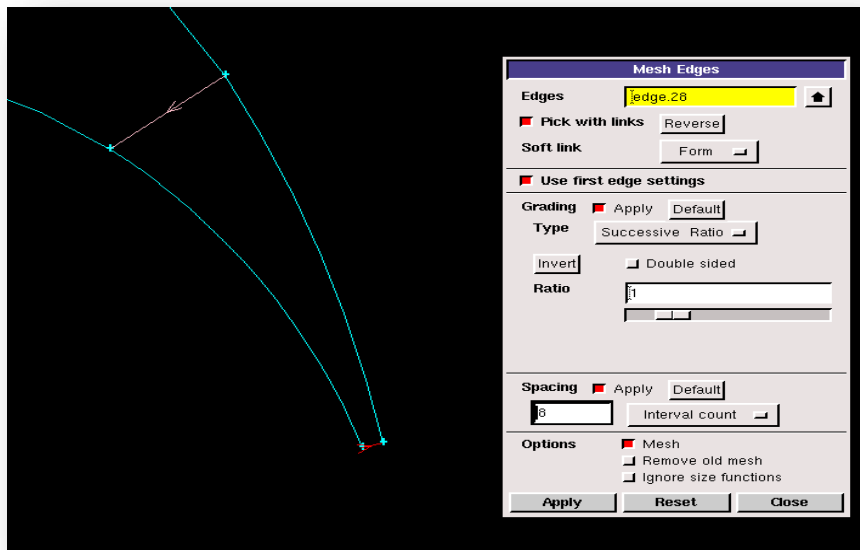 Mesh Edges
Edges edge.28
Pick with links Reverse
Soft link Form
Use first edge settings
Grading Apply Default
Type Successive Ratio
Invert Double sided
Ratio 1
Spacing Apply Default
8 Interval count
Options Mesh
Remove old mesh
Ignore size functions
Apply Reset Close